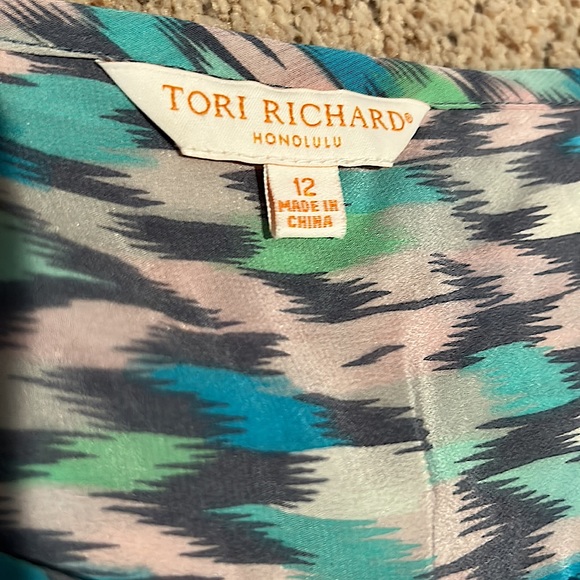 TORI RICHARD®
HONOLULU
12
MADE IN
CHINA